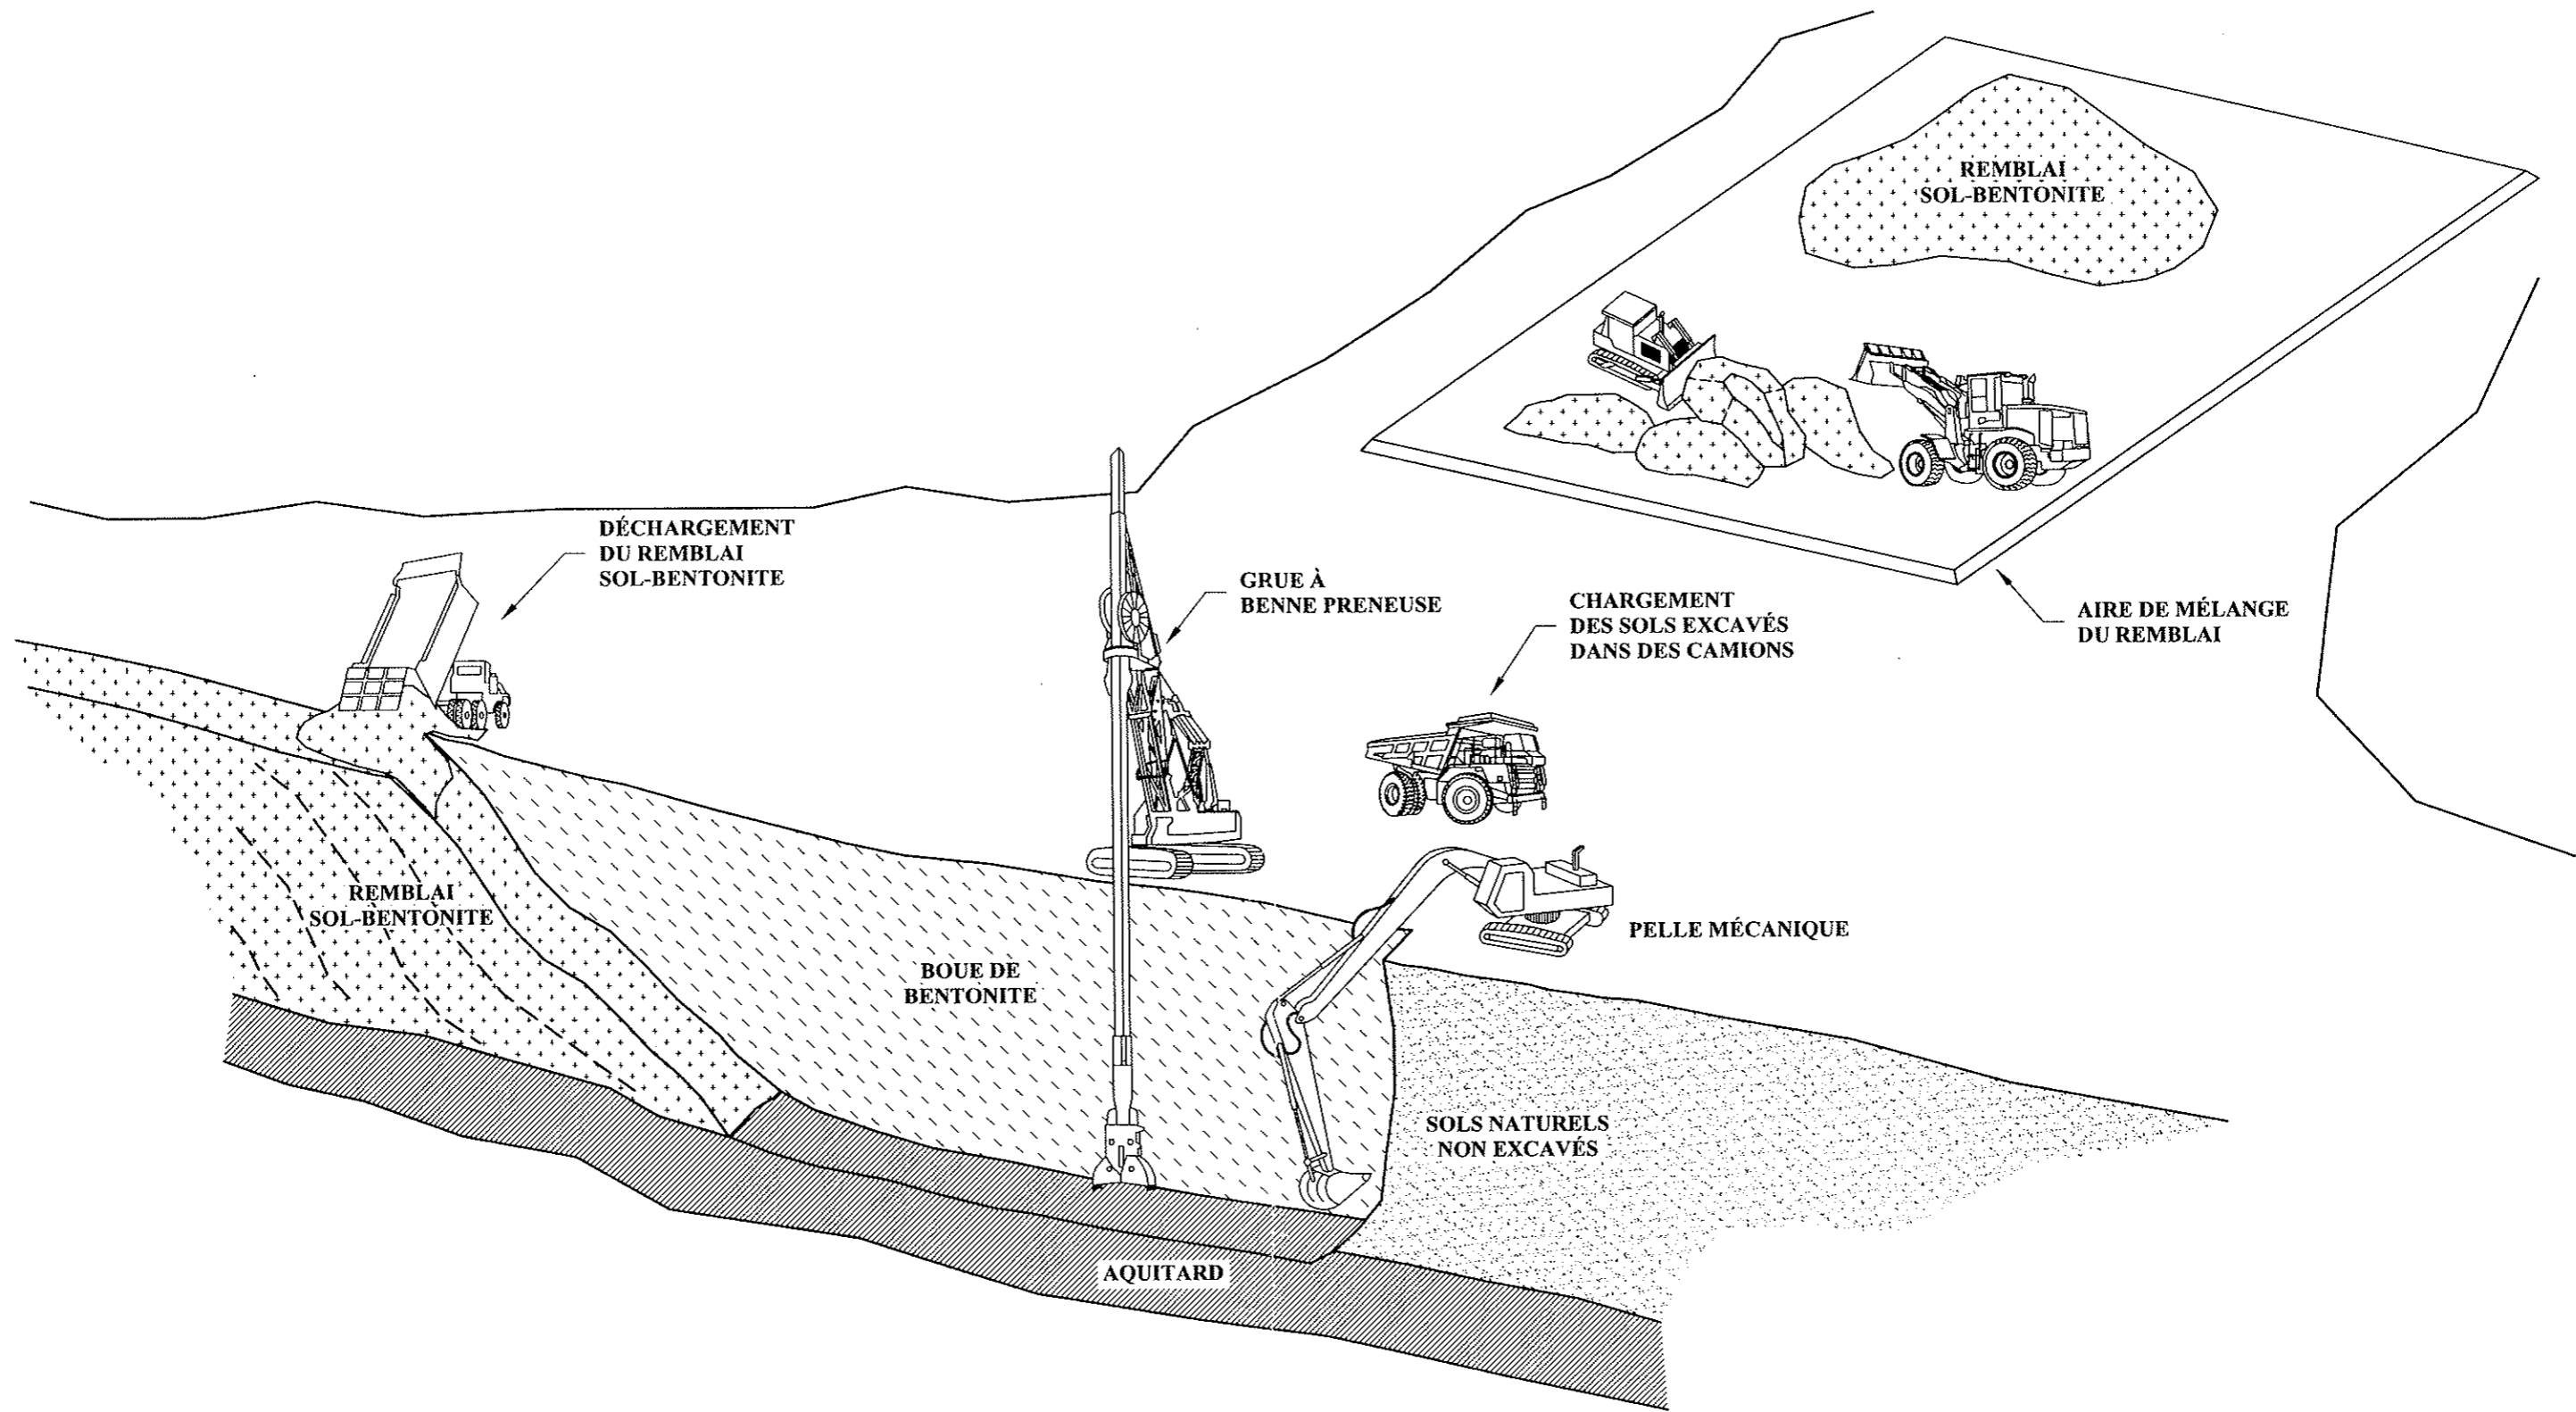 REMBLAI
SOL-BENTONITE
DÉCHARGEMENT
DU REMBLAI
SOL-BENTONITE
GRUE À
BENNE PRENEUSE
CHARGEMENT
DES SOLS EXCAVÉS
DANS DES CAMIONS
AIRE DE MÉLANGE
DU REMBLAI
REMBLAI
SOL-BENTONITE
BOUE DE
BENTONITE
PELLE MÉCANIQUE
SOLS NATURELS
NON EXCAVÉS
AQUITARD